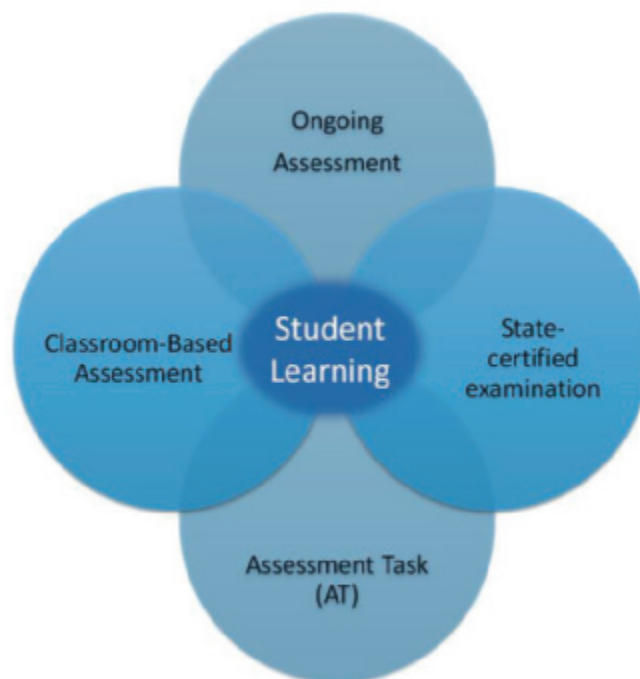 Ongoing
Assessment
Classroom-Based
Assessment
Student
Learning
State-
certified
examination
Assessment Task
(AT)